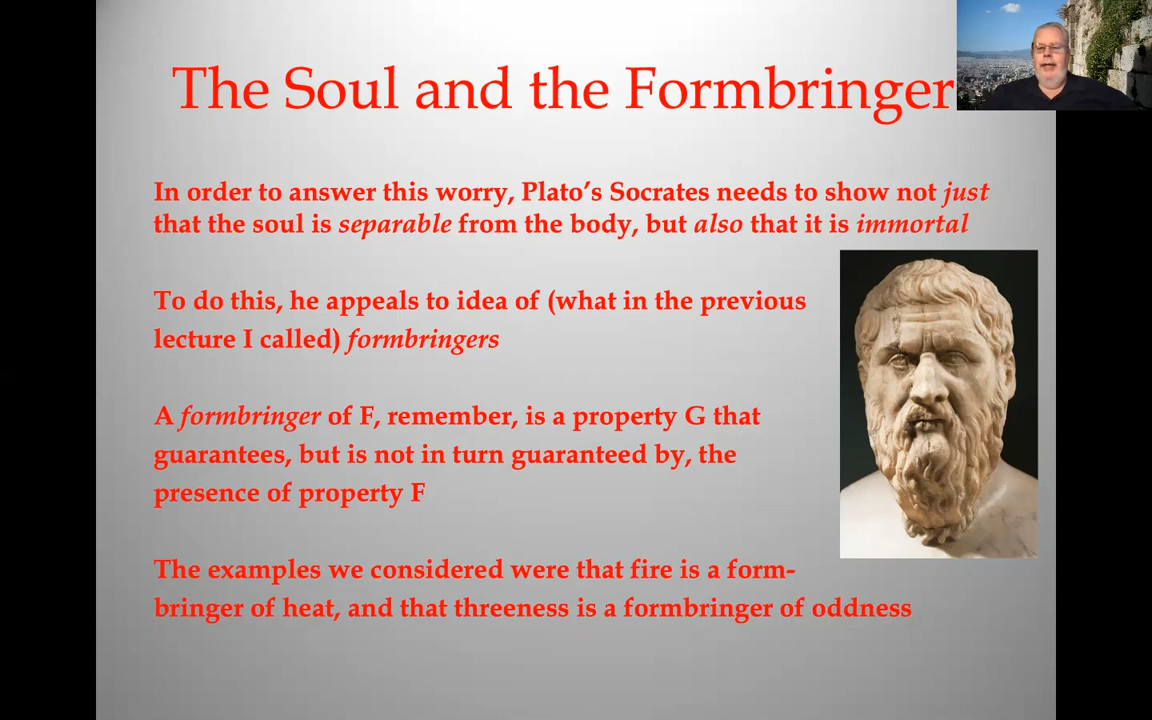 The Soul and the Formbringer
In order to answer this worry, Plato’s Socrates needs to show not just
that the soul is separable from the body, but also that it is immortal
To do this, he appeals to idea of (what in the previous
lecture I called) formbringers
A formbringer of F, remember, is a property G that
guarantees, but is not in turn guaranteed by, the
presence of property F
The examples we considered were that fire is a form-
bringer of heat, and that threeness is a formbringer of oddness